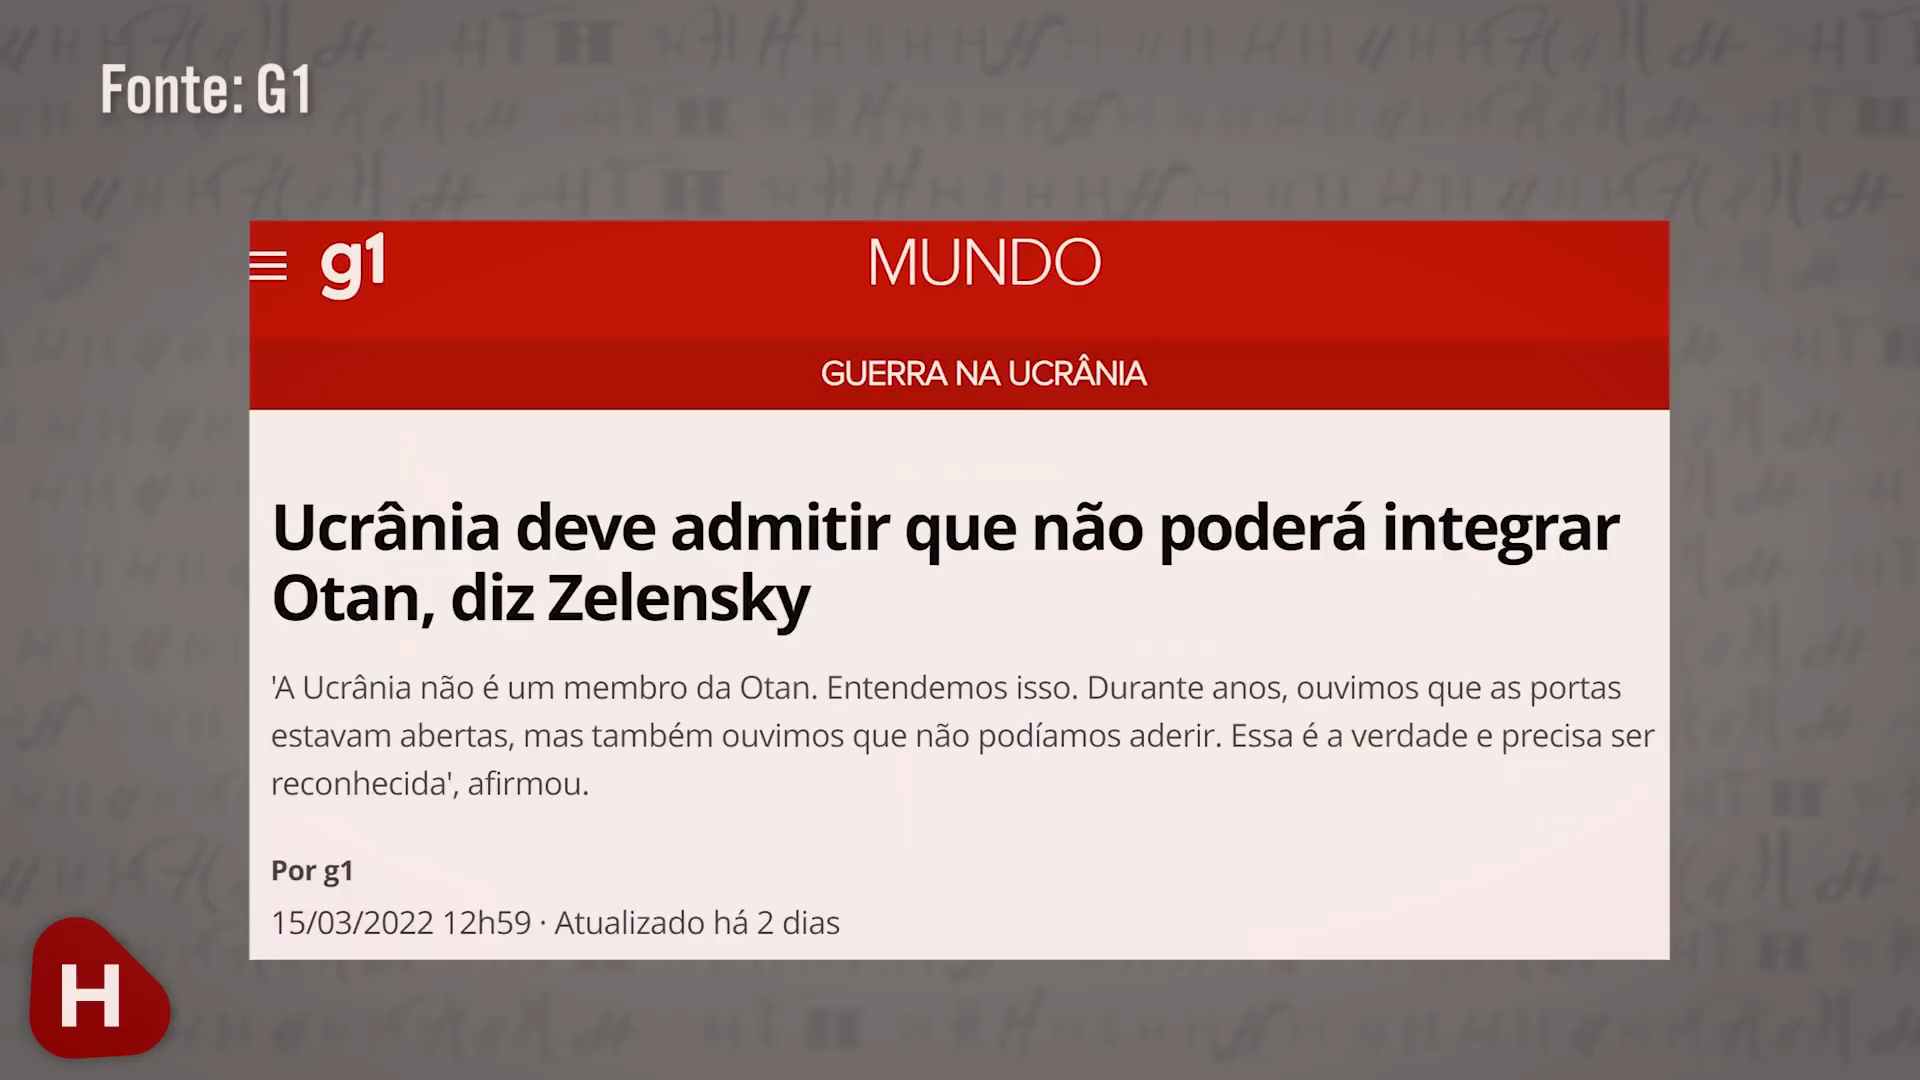 Fonte: G1
g1
MUNDO
GUERRA NA UCRÂNIA
Ucrânia deve admitir que não poderá integrar
Otan, diz Zelensky
'A Ucrânia não é um membro da Otan. Entendemos isso. Durante anos, ouvimos que as portas
estavam abertas, mas também ouvimos que não podíamos aderir. Essa é a verdade e precisa ser
reconhecida', afirmou.
Por g1
15/03/2022 12h59 · Atualizado há 2 dias
H